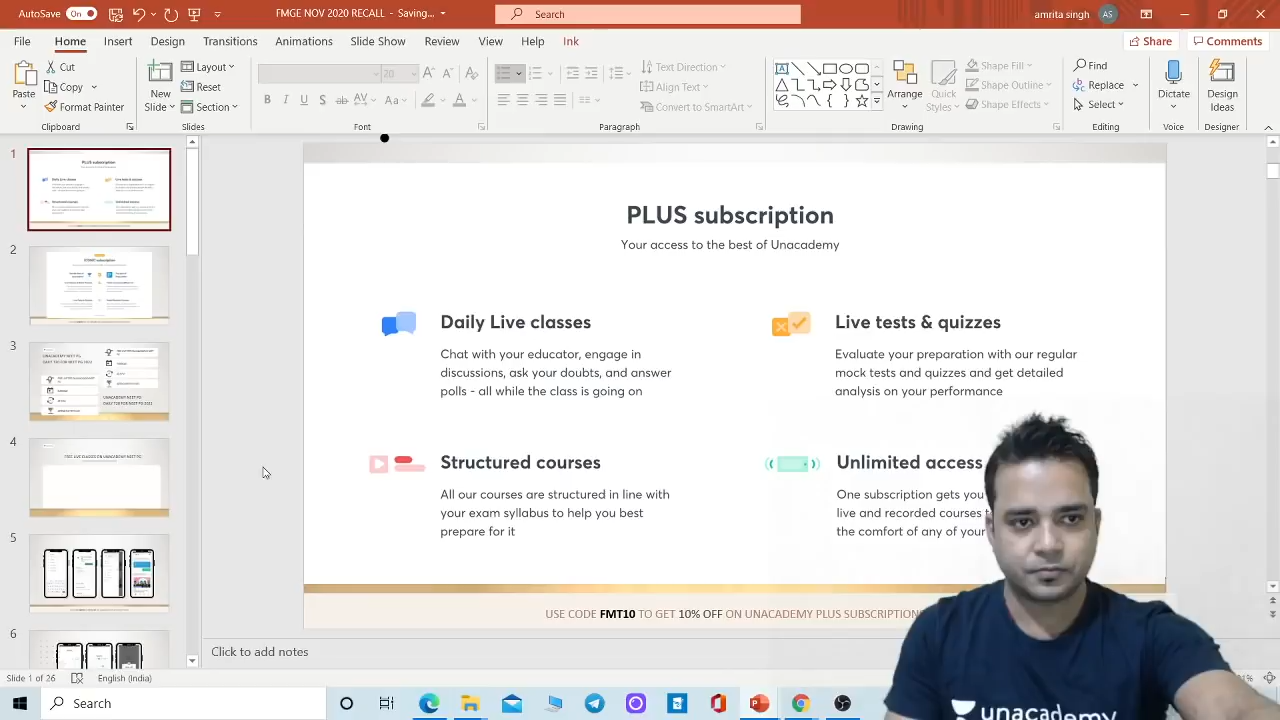 AutoSave On FMGE NOV 2020 RECALL - Saving... Search AS
File Home Insert Design Transitions Animations Slide Show Review View Help Ink Share Comments
Paste Cut Copy Format Painter Clipboard
New Slide Layout Reset Section Slides
20 Font
Text Direction Align Text Convert to SmartArt Paragraph
Arrange Quick Styles Shape Fill Shape Outline Shape Effects Drawing
Find Replace Select Editing
Dictate Voice
Design Ideas Designer
1
2
3
4
5
6
PLUS subscription
Your access to the best of Unacademy
Daily Live classes
Chat with your educator, engage in
discussions, ask your doubts, and answer
polls - all while the class is going on
Live tests & quizzes
Evaluate your preparation with our regular
mock tests and quizzes and get detailed
analysis on your performance
Structured courses
All our courses are structured in line with
your exam syllabus to help you best
prepare for it
Unlimited access
One subscription gets you
live and recorded courses
the comfort of any of your
USE CODE FMT10 TO GET 10% OFF ON UNACADEMY PLUS SUBSCRIPTION
Click to add notes
Slide 1 of 26 English (India)
Search
unacademy